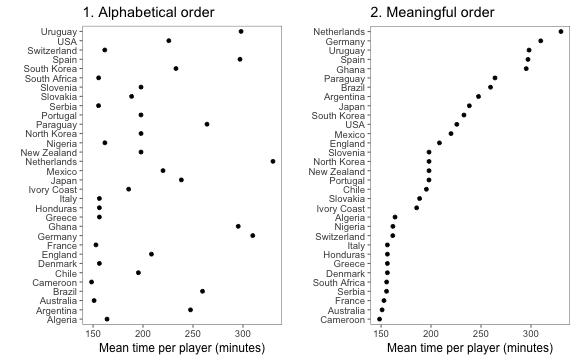 1. Alphabetical order
Uruguay
USA
Switzerland
Spain
South Korea
South Africa
Slovenia
Slovakia
Serbia
Portugal
Paraguay
North Korea
Nigeria
New Zealand
Netherlands
Mexico
Japan
Ivory Coast
Italy
Honduras
Greece
Ghana
Germany
France
England
Denmark
Chile
Cameroon
Brazil
Australia
Argentina
Algeria
150 200 250 300
Mean time per player (minutes)
2. Meaningful order
Netherlands
Germany
Uruguay
Spain
Ghana
Paraguay
Brazil
Argentina
Japan
South Korea
USA
Mexico
England
Slovenia
North Korea
New Zealand
Portugal
Chile
Slovakia
Ivory Coast
Algeria
Nigeria
Switzerland
Italy
Honduras
Greece
Denmark
South Africa
Serbia
France
Australia
Cameroon
150 200 250 300
Mean time per player (minutes)